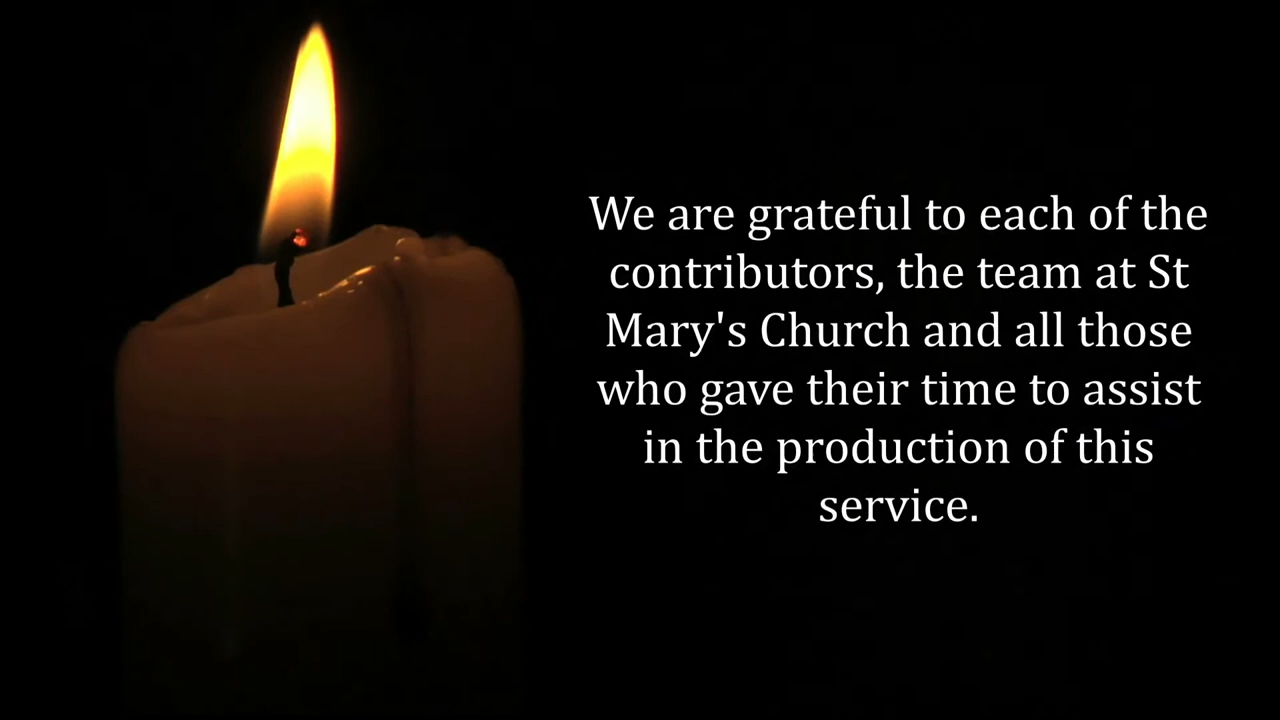 We are grateful to each of the
contributors, the team at St
Mary's Church and all those
who gave their time to assist
in the production of this
service.